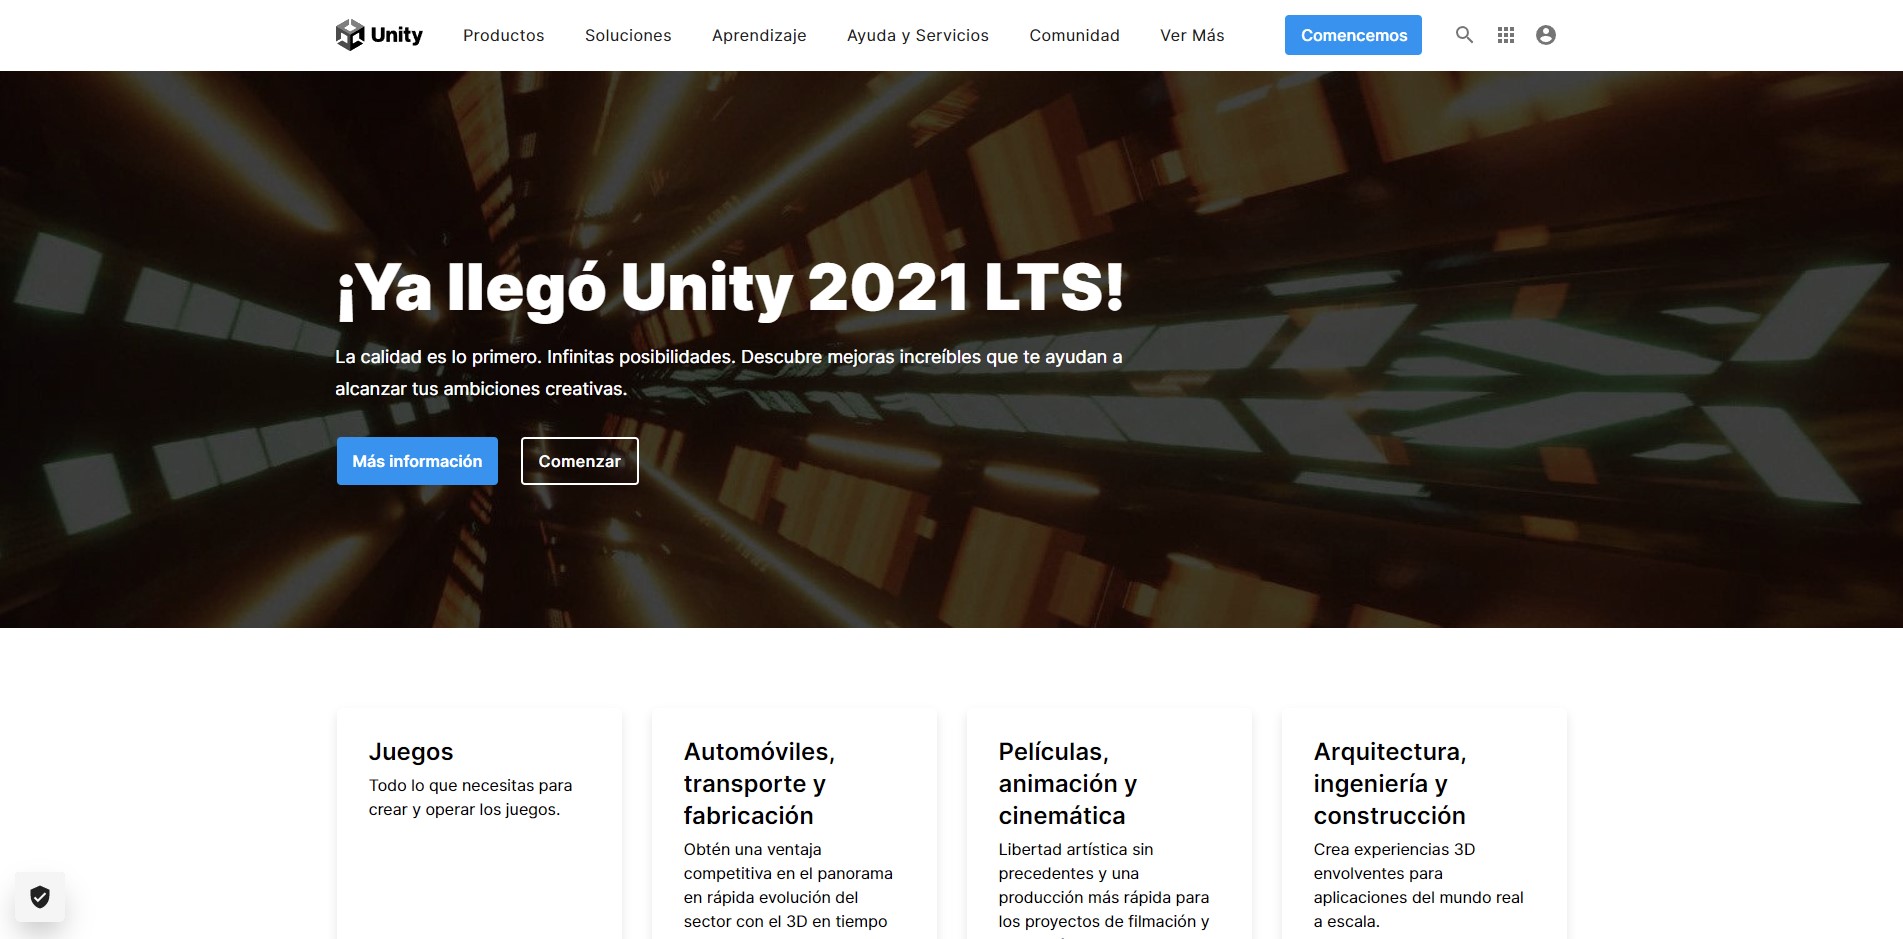 Unity
Productos
Soluciones
Aprendizaje
Ayuda y Servicios
Comunidad
Ver Más
Comencemos
¡Ya llegó Unity 2021 LTS!
La calidad es lo primero. Infinitas posibilidades. Descubre mejoras increíbles que te ayudan a
alcanzar tus ambiciones creativas.
Más información
Comenzar
Juegos
Todo lo que necesitas para
crear y operar los juegos.
Automóviles,
transporte y
fabricación
Obtén una ventaja
competitiva en el panorama
en rápida evolución del
sector con el 3D en tiempo
Películas,
animación y
cinemática
Libertad artística sin
precedentes y una
producción más rápida para
los proyectos de filmación y
Arquitectura,
ingeniería y
construcción
Crea experiencias 3D
envolventes para
aplicaciones del mundo real
a escala.